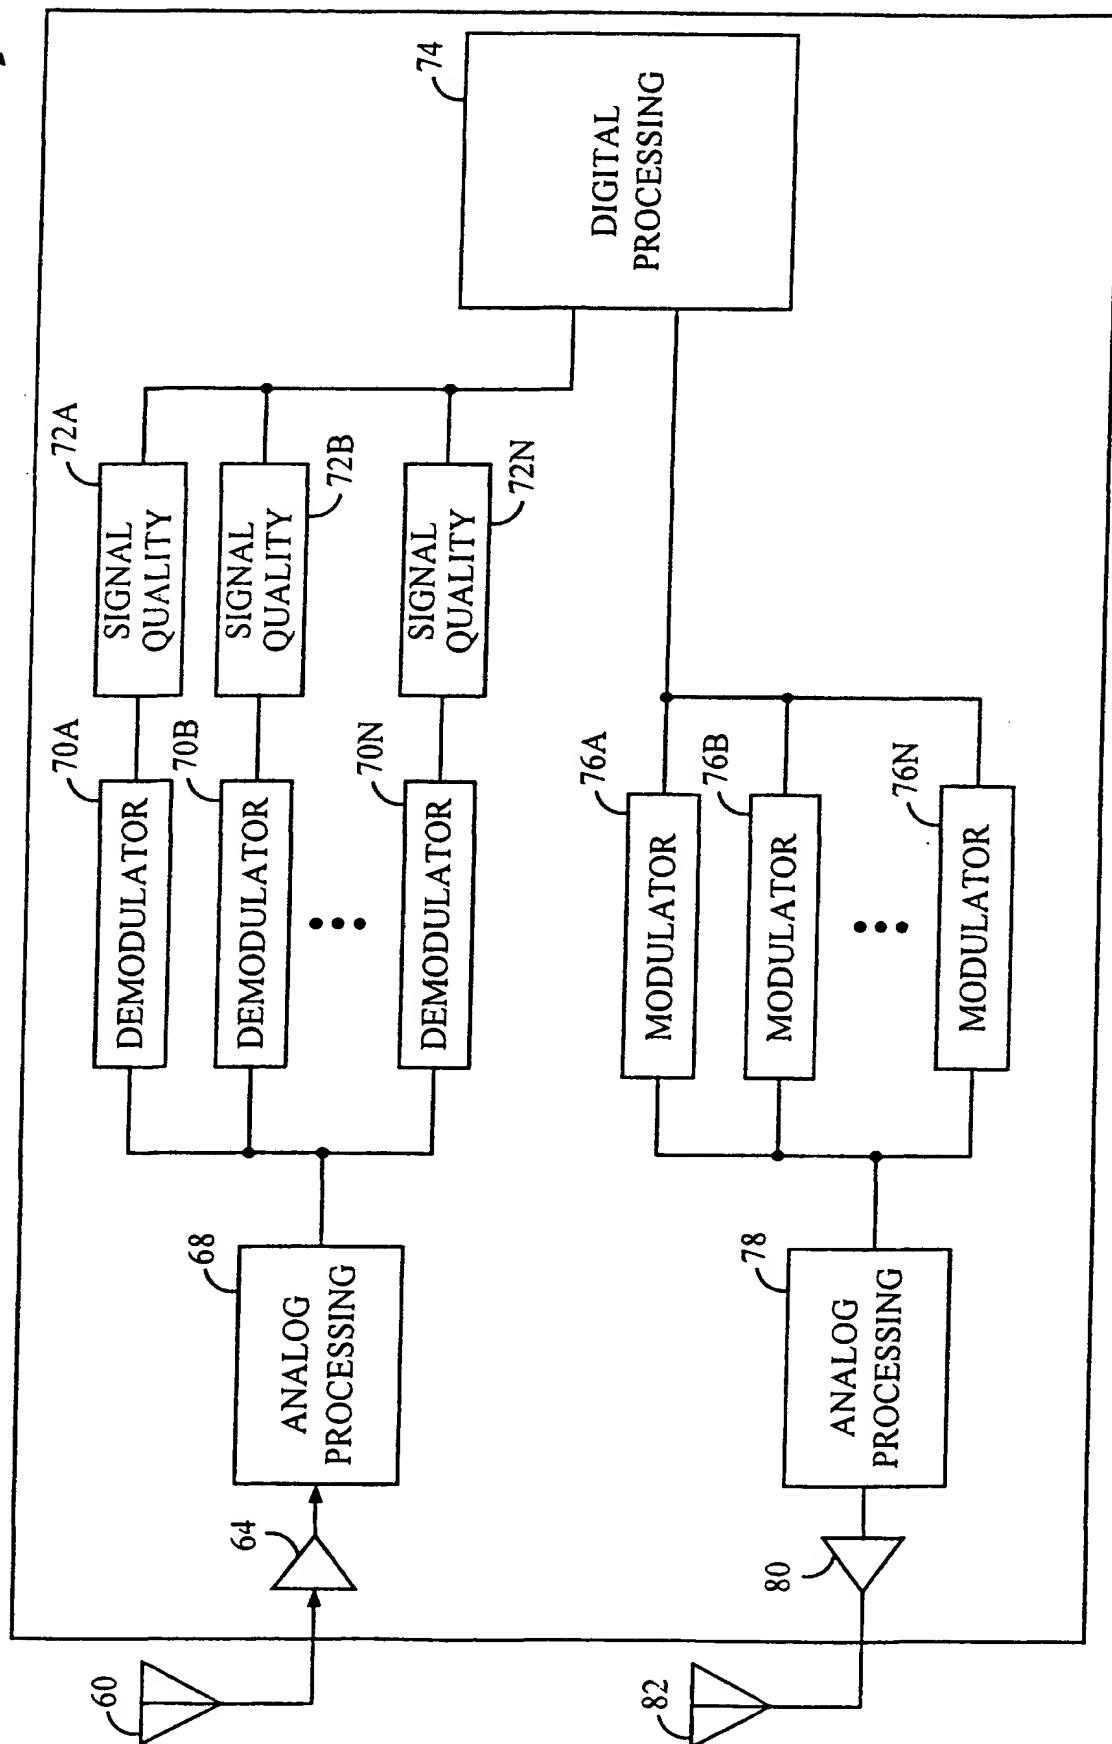 60
64
68
ANALOG
PROCESSING
70A
DEMODULATOR
70B
DEMODULATOR
70N
DEMODULATOR
72A
SIGNAL
QUALITY
SIGNAL
QUALITY
72B
SIGNAL
QUALITY
72N
74
DIGITAL
PROCESSING
76A
MODULATOR
76B
MODULATOR
76N
MODULATOR
78
ANALOG
PROCESSING
80
82